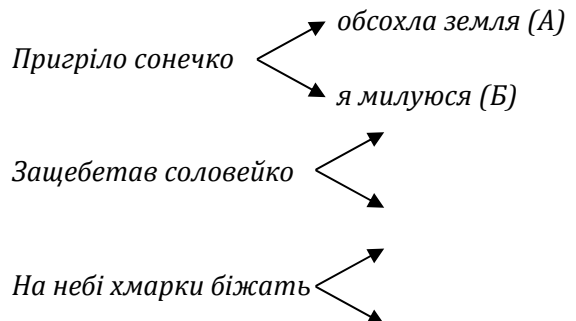 обсохла земля (А)
Пригріло сонечко
я милуюся (Б)
Защебетав соловейко
На небі хмарки біжать